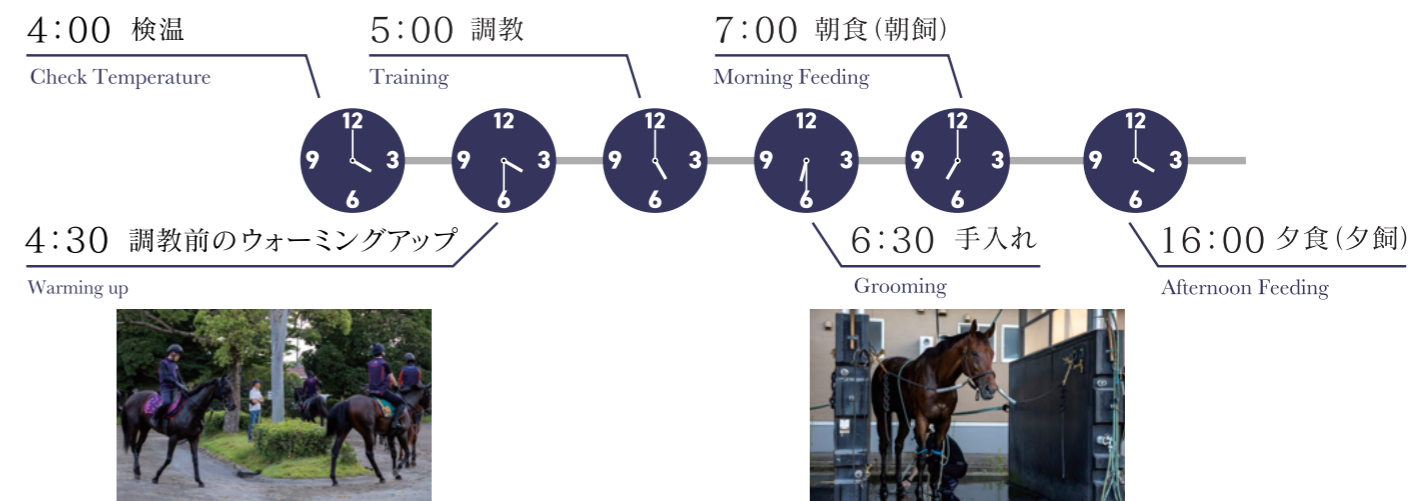 4:00 検温
Check Temperature
5:00 調教
Training
7:00 朝食(朝飼)
Morning Feeding
12
9 3
6
12
9 3
6
12
9 3
6
12
9 3
6
12
9 3
6
12
9 3
6
4:30 調教前のウォーミングアップ
Warming up
6:30 手入れ
Grooming
16:00 夕食(夕飼)
Afternoon Feeding